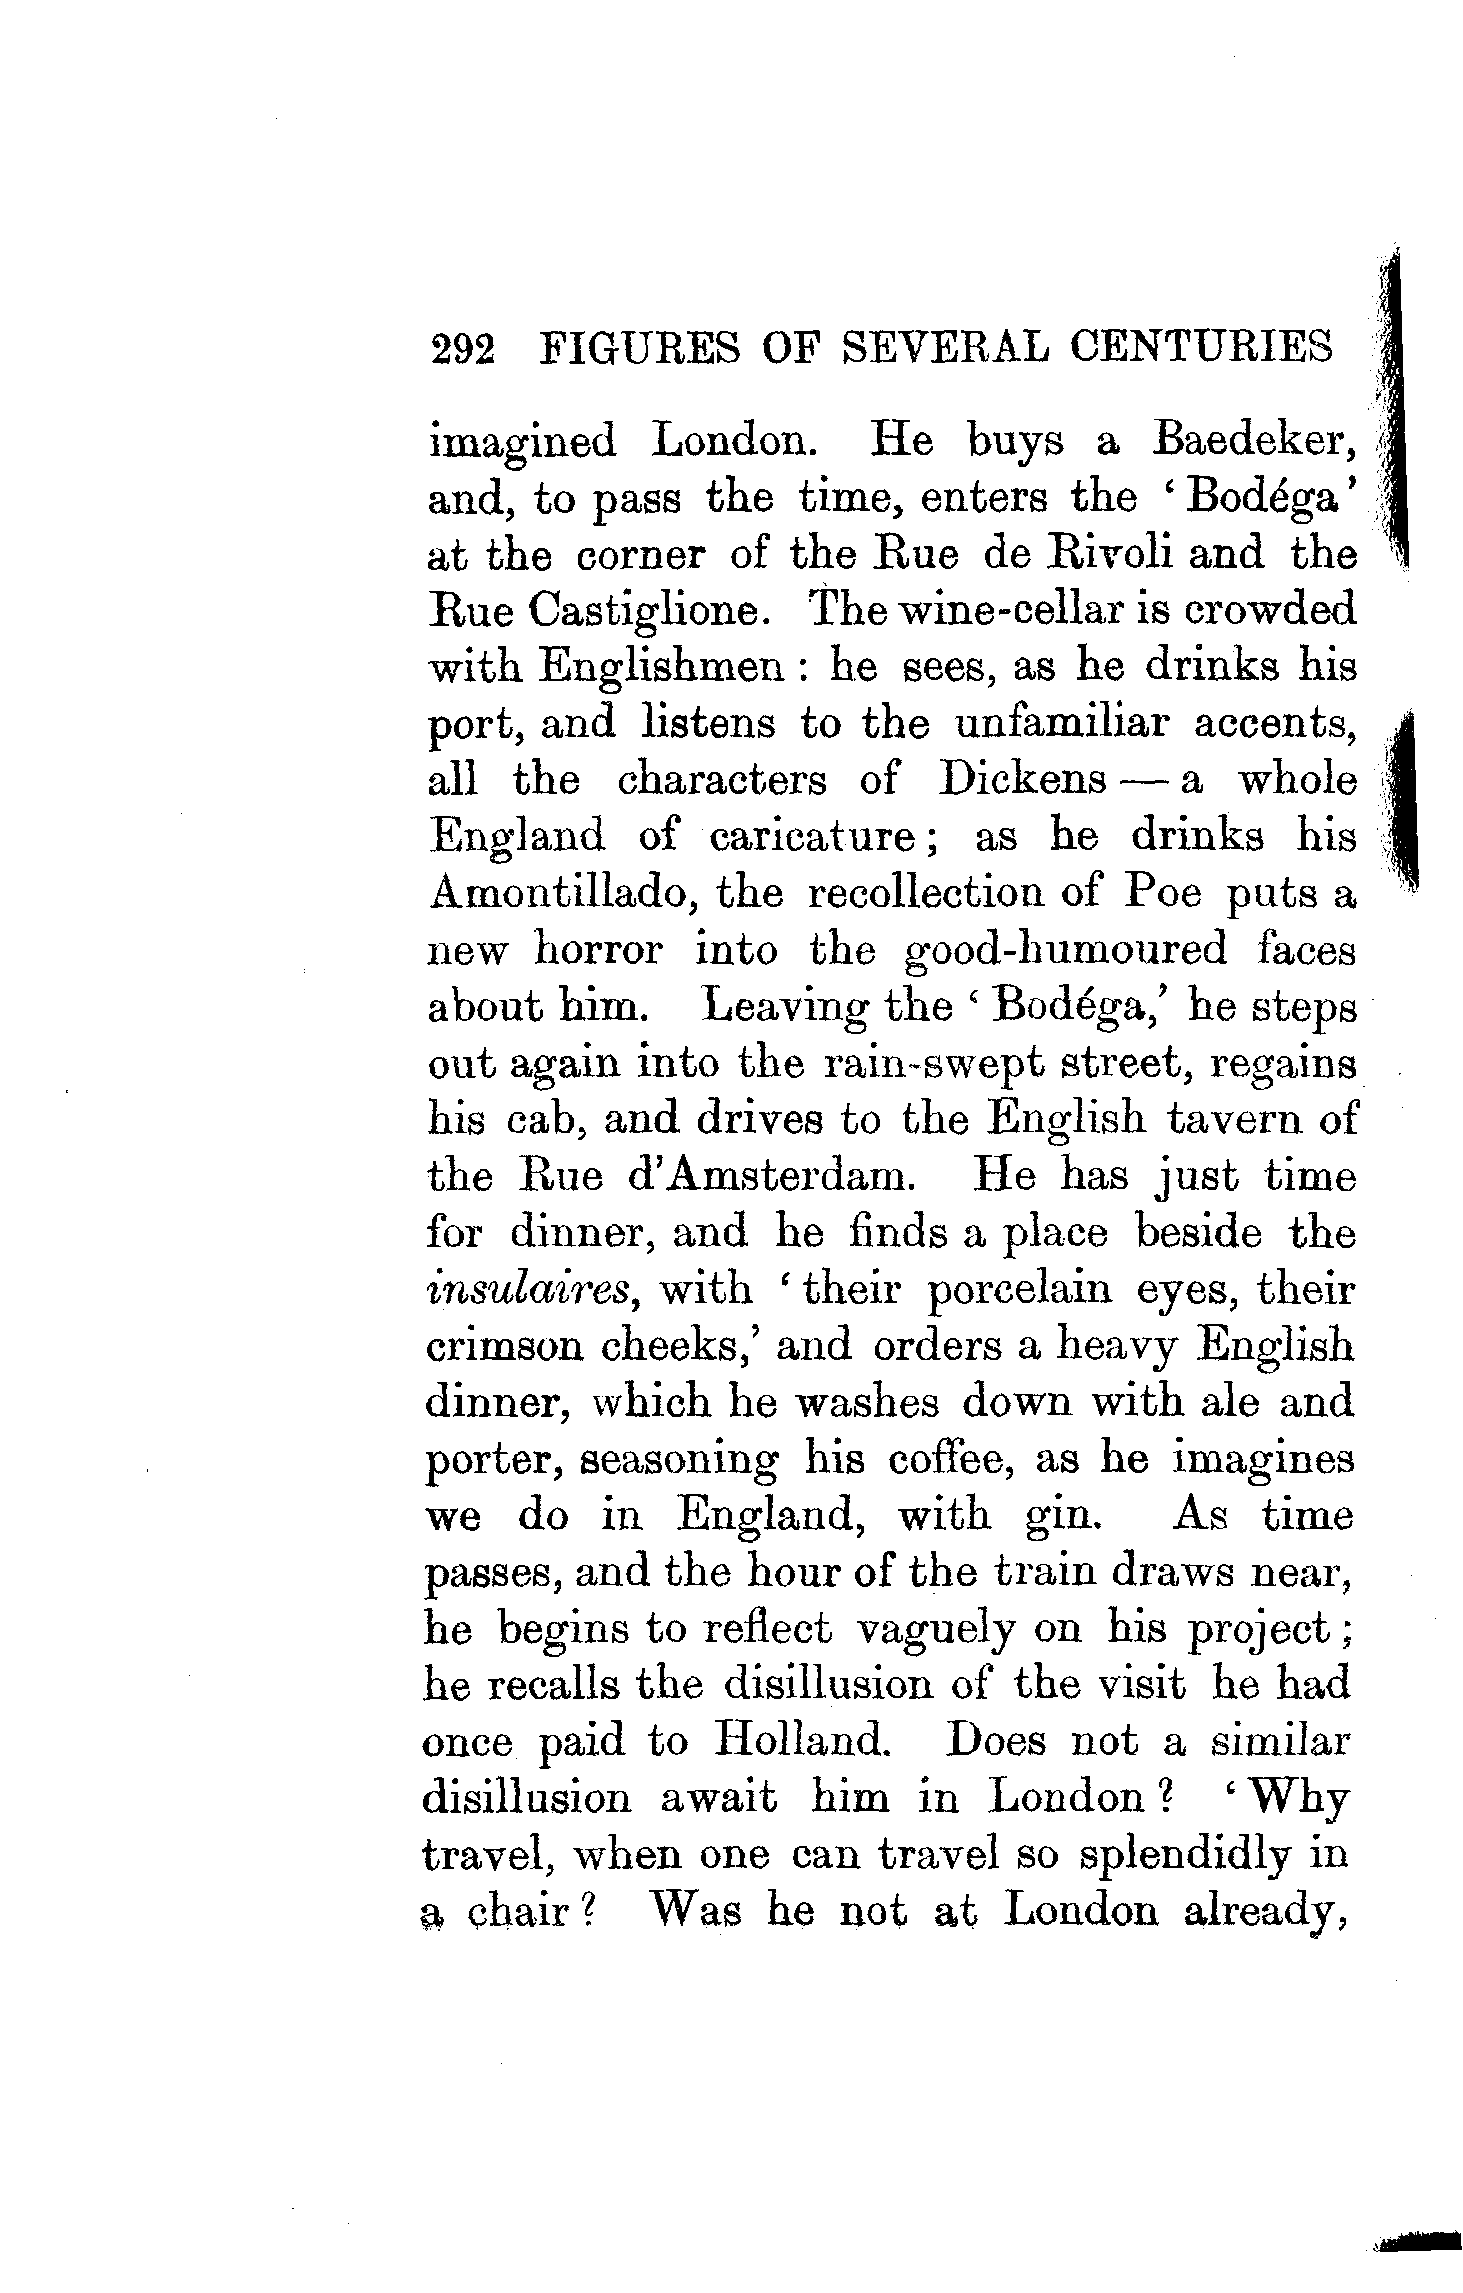 292 FIGURES OF SEVERAL CENTURIES
imagined London. He buys a Baedeker,
and, to pass the time, enters the ‘Bodéga’
at the corner of the Rue de Rivoli and the
Rue Castiglione. The wine-cellar is crowded
with Englishmen : he sees, as he drinks his
port, and listens to the unfamiliar accents,
all the characters of Dickens — a whole
England of caricature ; as he drinks his
Amontillado, the recollection of Poe puts a
new horror into the good-humoured faces
about him. Leaving the ‘Bodéga,’ he steps
out again into the rain-swept street, regains
his cab, and drives to the English tavern of
the Rue d’Amsterdam. He has just time
for dinner, and he finds a place beside the
insulaires, with ‘their porcelain eyes, their
crimson cheeks,’ and orders a heavy English
dinner, which he washes down with ale and
porter, seasoning his coffee, as he imagines
we do in England, with gin. As time
passes, and the hour of the train draws near,
he begins to reflect vaguely on his project ;
he recalls the disillusion of the visit he had
once paid to Holland. Does not a similar
disillusion await him in London ? ‘Why
travel, when one can travel so splendidly in
a chair ? Was he not at London already,